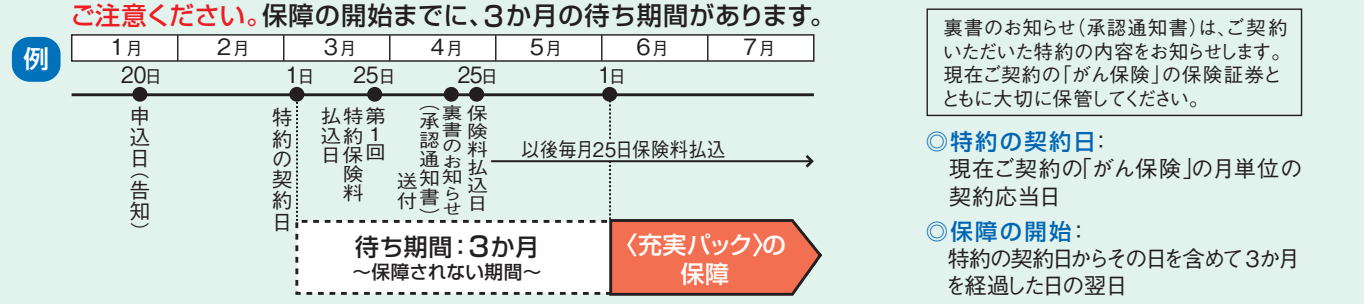 ご注意ください。保障の開始までに、3か月の待ち期間があります。
例
1月 2月 3月 4月 5月 6月 7月
20日 1日 25日 25日 1日
申込日(告知)
特約の契約日
第1回
特約保険料
払込日
裏書のお知らせ
(承認通知書)
送付
保険料払込日
以後毎月25日保険料払込
待ち期間:3か月
~保障されない期間~
〈充実パック〉の
保障
裏書のお知らせ(承認通知書)は、ご契約
いただいた特約の内容をお知らせします。
現在ご契約の「がん保険」の保険証券と
ともに大切に保管してください。
◎特約の契約日:
現在ご契約の「がん保険」の月単位の
契約応当日
◎保障の開始:
特約の契約日からその日を含めて3か月
を経過した日の翌日